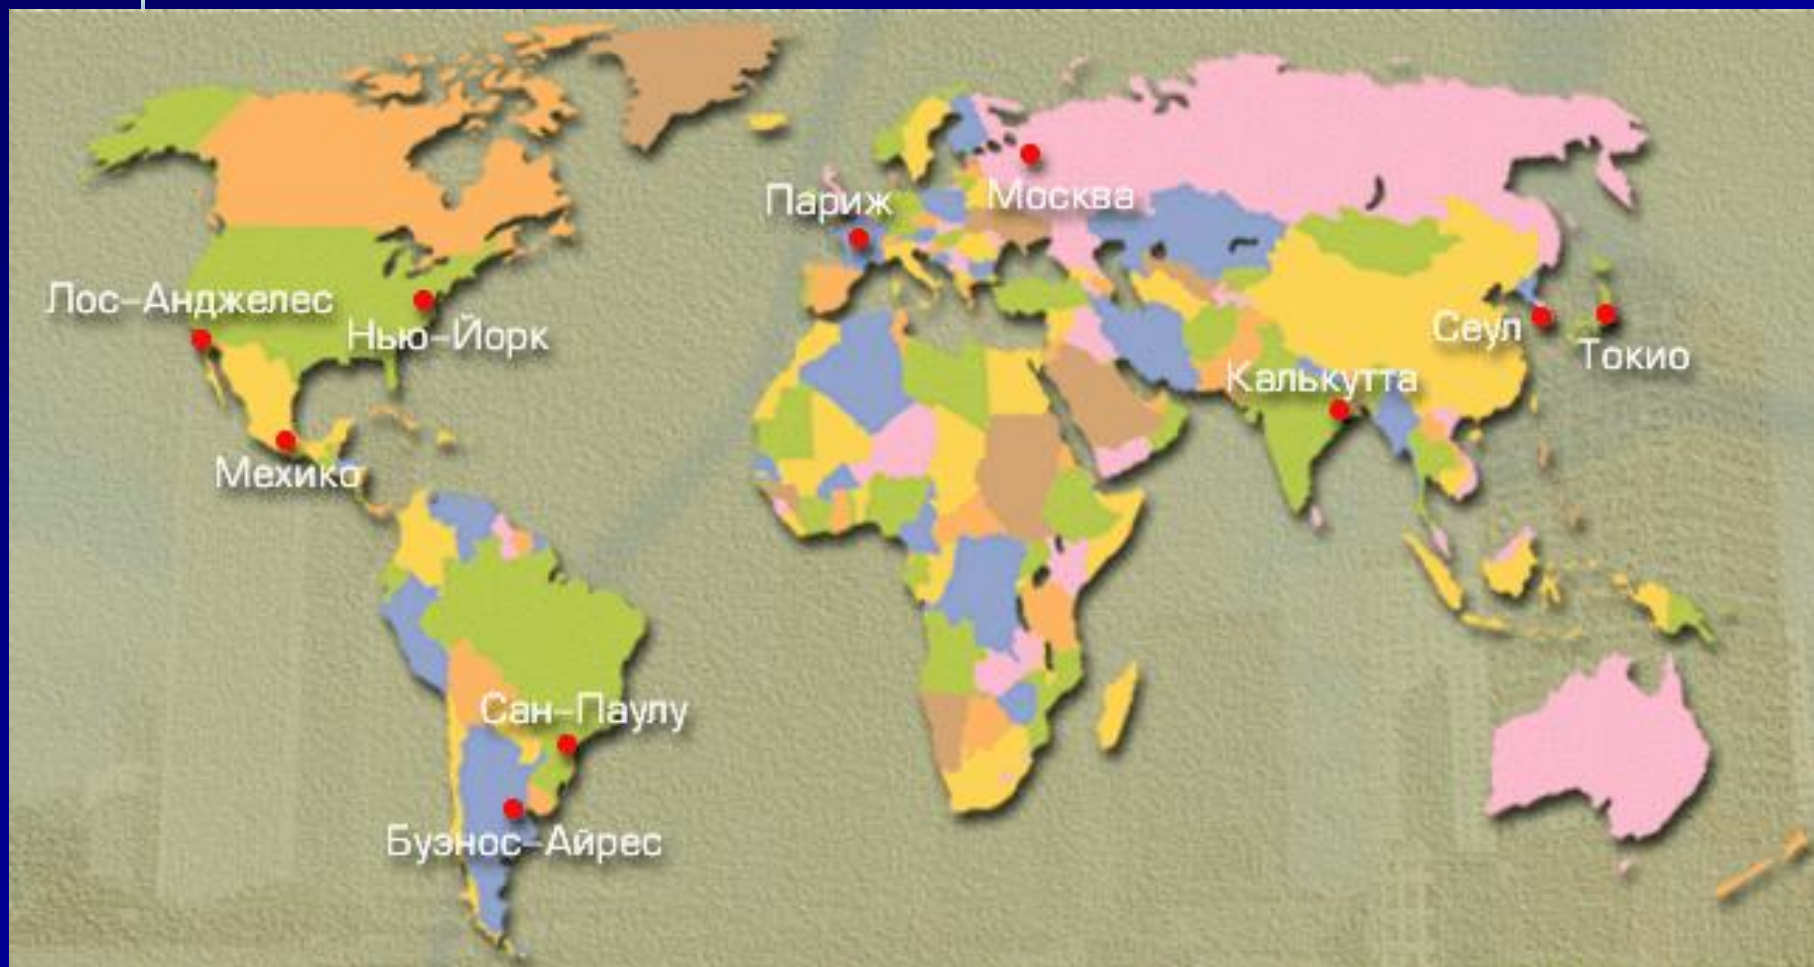 Париж
Москва
Лос–Анджелес
Нью–Йорк
Сеул
Токио
Калькутта
Мехико
Сан–Паулу
Буэнос–Айрес